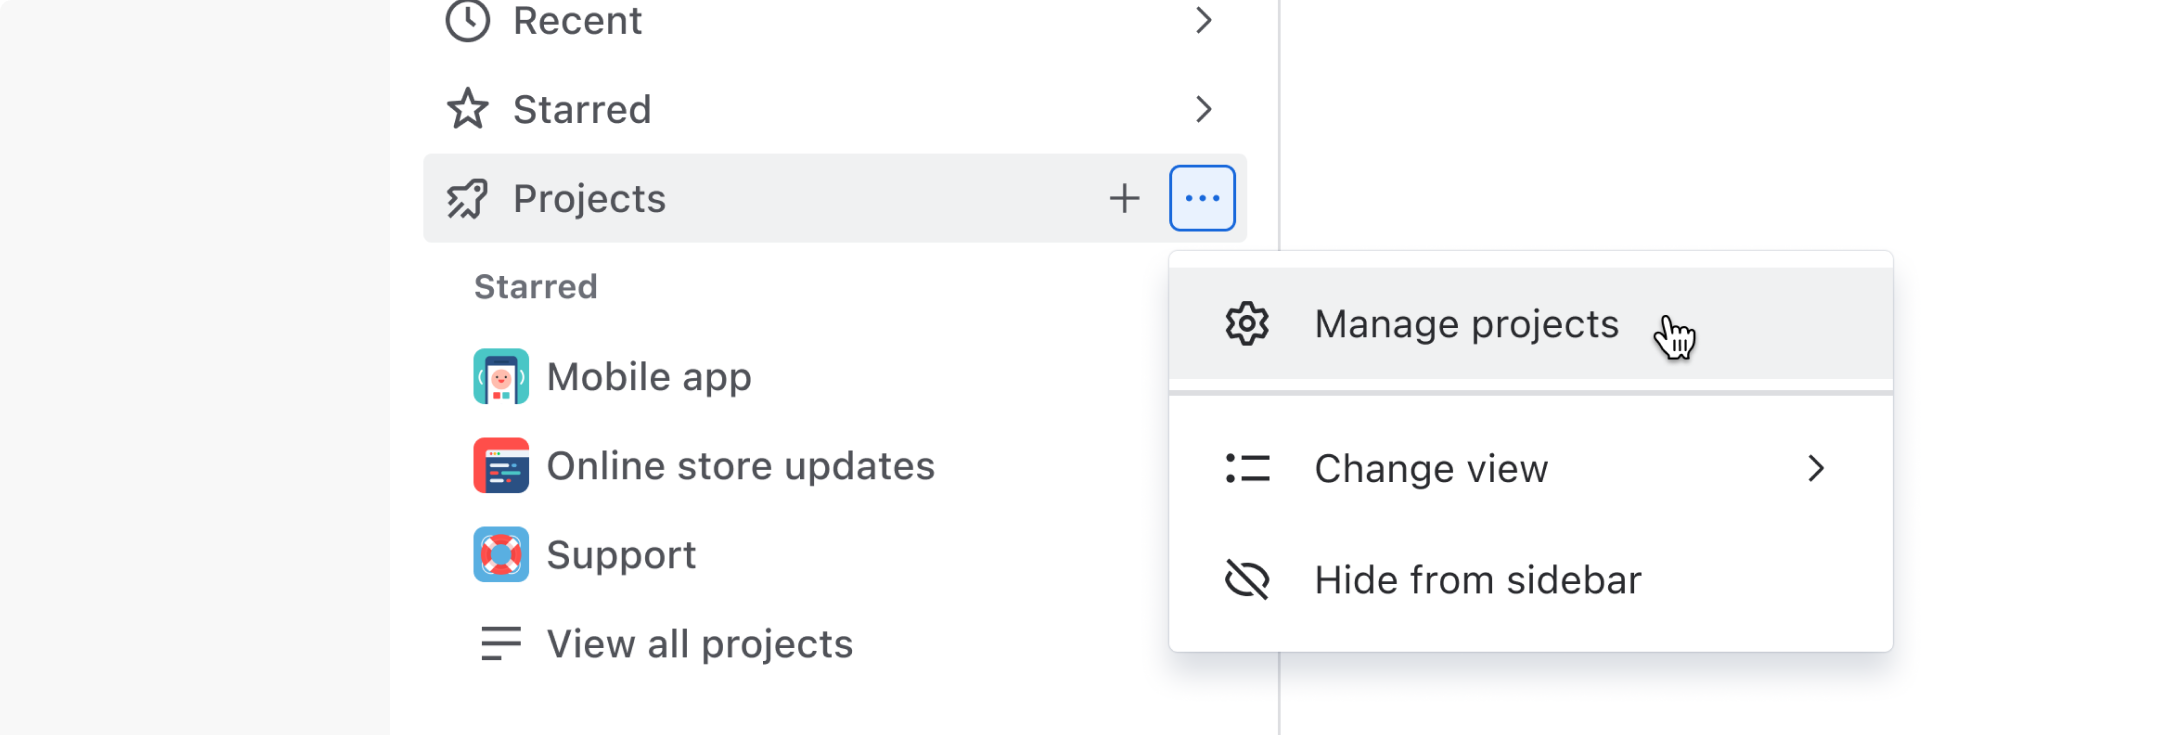 Recent
Starred
Projects
Starred
Mobile app
Online store updates
Support
View all projects
Manage projects
Change view
Hide from sidebar